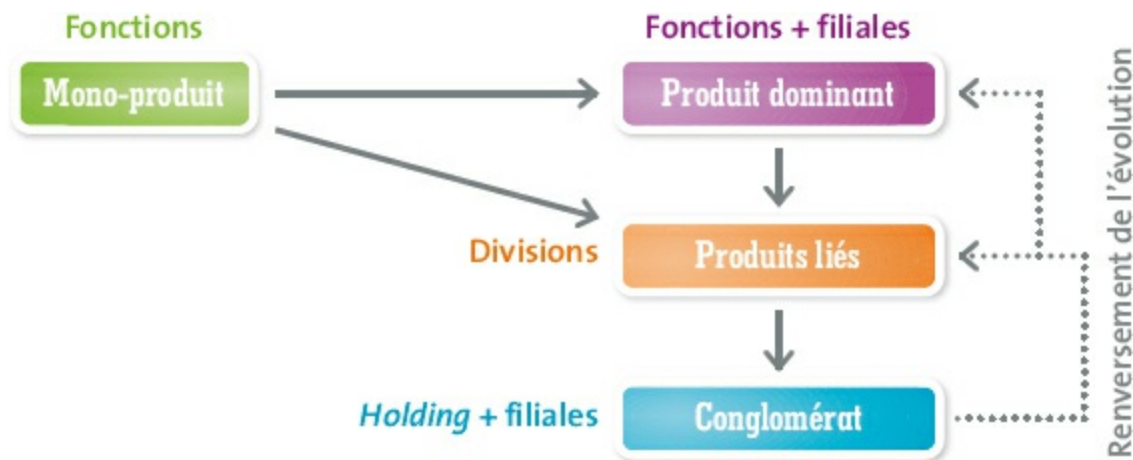 Fonctions
Fonctions + filiales
Mono-produit
Produit dominant
Divisions
Produits liés
Holding + filiales
Conglomérat
Renversement de l'évolution